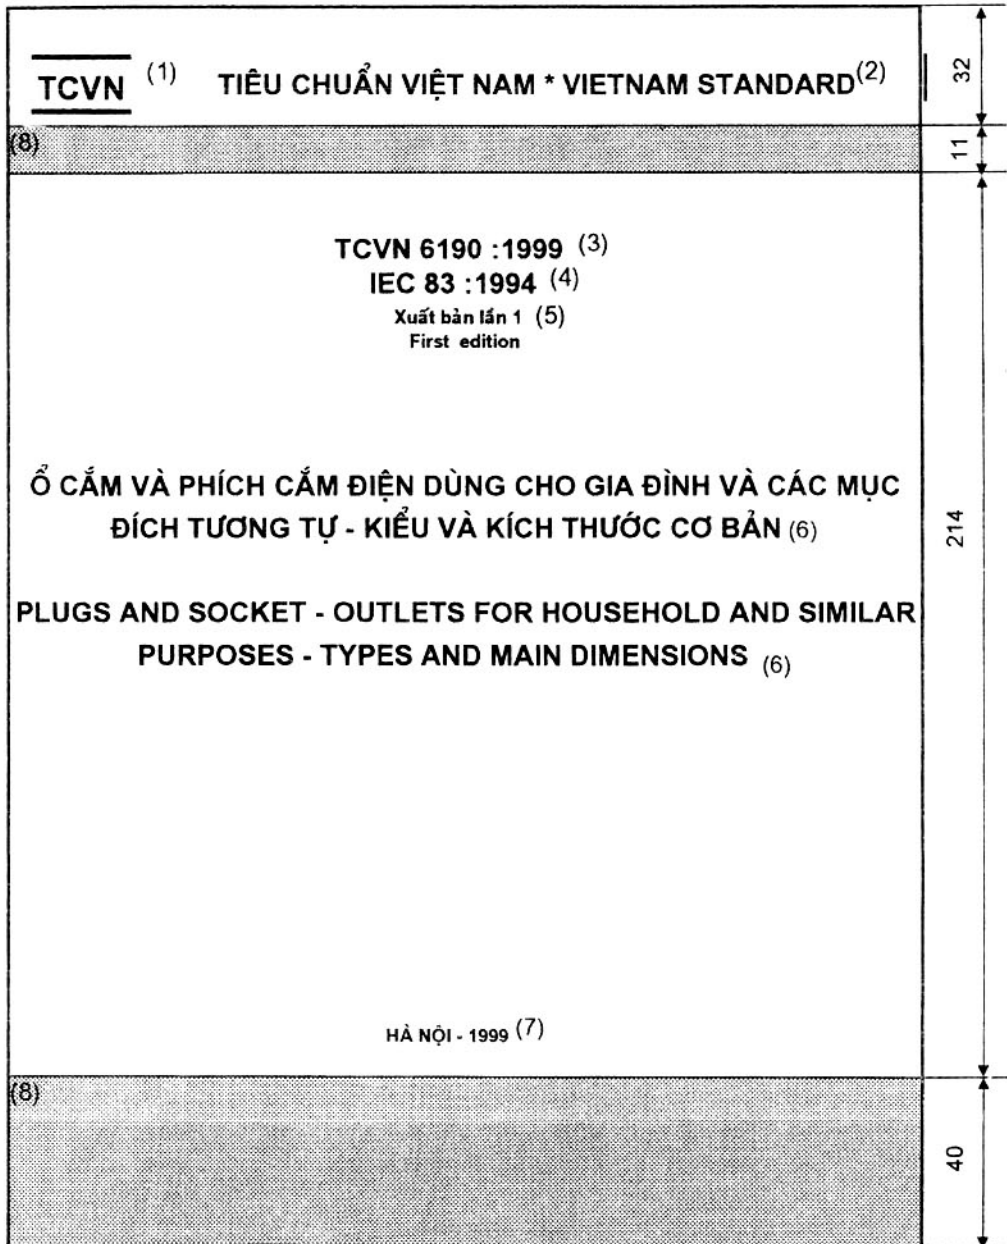 TCVN (1) TIÊU CHUẨN VIỆT NAM * VIETNAM STANDARD(2)
32
(8)
11
TCVN 6190 :1999 (3)
IEC 83 :1994 (4)
Xuất bản lần 1 (5)
First edition
Ổ CẮM VÀ PHÍCH CẮM ĐIỆN DÙNG CHO GIA ĐÌNH VÀ CÁC MỤC
ĐÍCH TƯƠNG TỰ - KIỂU VÀ KÍCH THƯỚC CƠ BẢN (6)
214
PLUGS AND SOCKET - OUTLETS FOR HOUSEHOLD AND SIMILAR
PURPOSES - TYPES AND MAIN DIMENSIONS (6)
HÀ NỘI - 1999 (7)
(8)
40